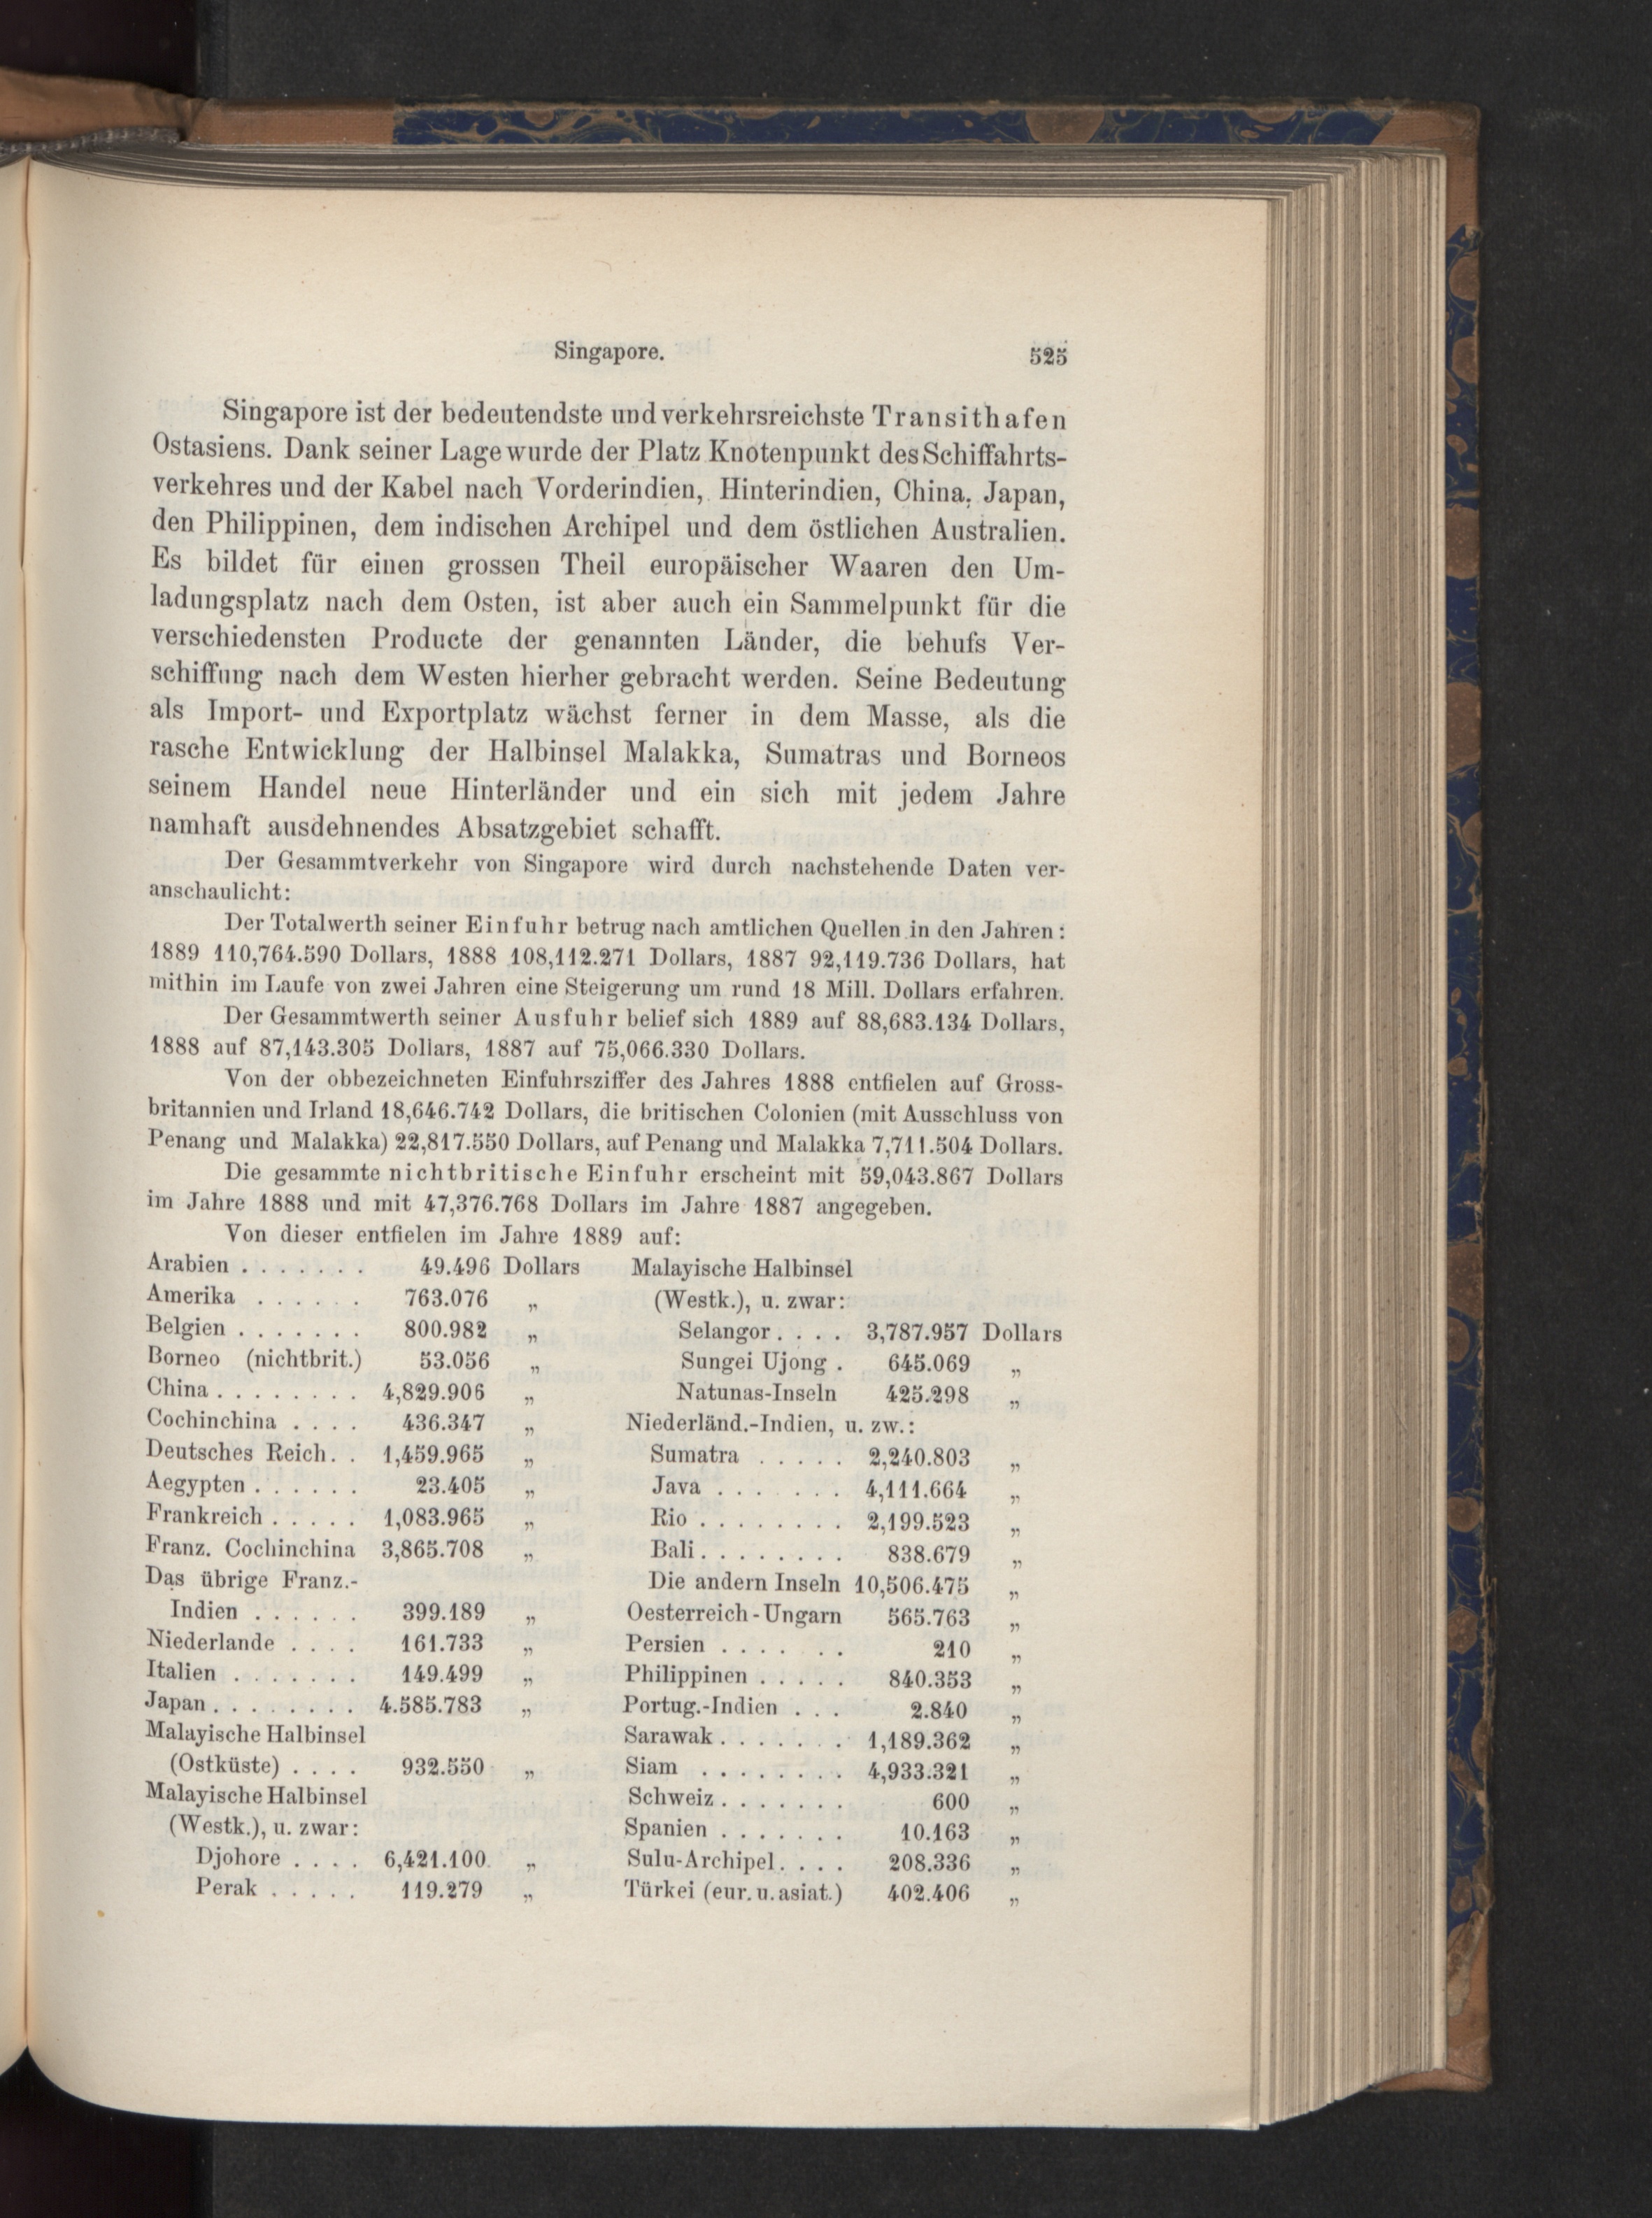 Singapore.
525
Singapore ist der bedeutendste und verkehrsreichste Transithafen
Ostasiens. Dank seiner Lage wurde der Platz Knotenpunkt des Schiffahrts-
verkehres und der Kabel nach Vorderindien, Hinterindien, China, Japan,
den Philippinen, dem indischen Archipel und dem östlichen Australien.
Es bildet für einen grossen Theil europäischer Waaren den Um-
ladungsplatz nach dem Osten, ist aber auch ein Sammelpunkt für die
verschiedensten Producte der genannten Länder, die behufs Ver-
schiffung nach dem Westen hierher gebracht werden. Seine Bedeutung
als Import- und Exportplatz wächst ferner in dem Masse, als die
rasche Entwicklung der Halbinsel Malakka, Sumatras und Borneos
seinem Handel neue Hinterländer und ein sich mit jedem Jahre
namhaft ausdehnendes Absatzgebiet schafft.
Der Gesammtverkehr von Singapore wird durch nachstehende Daten ver-
anschaulicht:
Der Totalwerth seiner Einfuhr betrug nach amtlichen Quellen in den Jahren:
1889 110,764.590 Dollars, 1888 108,112.271 Dollars, 1887 92,119.736 Dollars, hat
mithin im Laufe von zwei Jahren eine Steigerung um rund 18 Mill. Dollars erfahren.
Der Gesammtwerth seiner Ausfuhr belief sich 1889 auf 88,683.134 Dollars,
1888 auf 87,143.305 Dollars, 1887 auf 75,066.330 Dollars.
Von der obbezeichneten Einfuhrsziffer des Jahres 1888 entfielen auf Gross-
britannien und Irland 18,646.742 Dollars, die britischen Colonien (mit Ausschluss von
Penang und Malakka) 22,817.550 Dollars, auf Penang und Malakka 7,711.504 Dollars.
Die gesammte nichtbritische Einfuhr erscheint mit 59,043.867 Dollars
im Jahre 1888 und mit 47,376.768 Dollars im Jahre 1887 angegeben.
Von dieser entfielen im Jahre 1889 auf:
Arabien . . . . . . . 49.496 Dollars
Amerika . . . . . . 763.076 „
Belgien . . . . . . . 800.982 „
Borneo (nichtbrit.) 53.056 „
China . . . . . . . . 4,829.906 „
Cochinchina . . . . 436.347 „
Deutsches Reich . . 1,459.965 „
Aegypten . . . . . . 23.405 „
Frankreich . . . . . 1,083.965 „
Franz. Cochinchina 3,865.708 „
Das übrige Franz.-
Indien . . . . . . 399.189 „
Niederlande . . . . 161.733 „
Italien . . . . . . . 149.499 „
Japan . . . . . . . . 4.585.783 „
Malayische Halbinsel
(Ostküste) . . . . 932.550 „
Malayische Halbinsel
(Westk.), u. zwar:
Djohore . . . . 6,421.100 „
Perak . . . . . 119.279 „
Malayische Halbinsel
(Westk.), u. zwar:
Selangor . . . . 3,787.957 Dollars
Sungei Ujong . 645.069 „
Natunas-Inseln 425.298 „
Niederländ.-Indien, u. zw.:
Sumatra . . . . . 2,240.803 „
Java . . . . . . . 4,111.664 „
Rio . . . . . . . . 2,199.523 „
Bali . . . . . . . . 838.679 „
Die andern Inseln 10,506.475 „
Oesterreich-Ungarn 565.763 „
Persien . . . . . . 210 „
Philippinen . . . . . 840.353 „
Portug.-Indien . . . 2.840 „
Sarawak . . . . . . . 1,189.362 „
Siam . . . . . . . . 4,933.321 „
Schweiz . . . . . . . 600 „
Spanien . . . . . . . 10.163 „
Sulu-Archipel . . . . 208.336 „
Türkei (eur. u. asiat.) 402.406 „